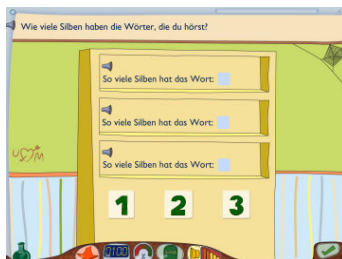 Wie viele Silben haben die Wörter, die du hörst?
So viele Silben hat das Wort:
So viele Silben hat das Wort:
So viele Silben hat das Wort:
1 2 3